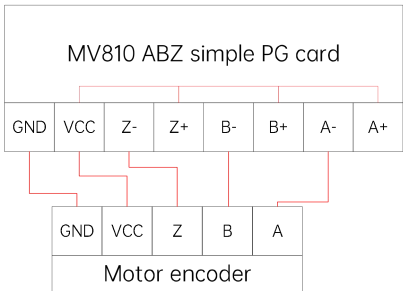 MV810 ABZ simple PG card
GND VCC Z- Z+ B- B+ A- A+
GND VCC Z B A
Motor encoder